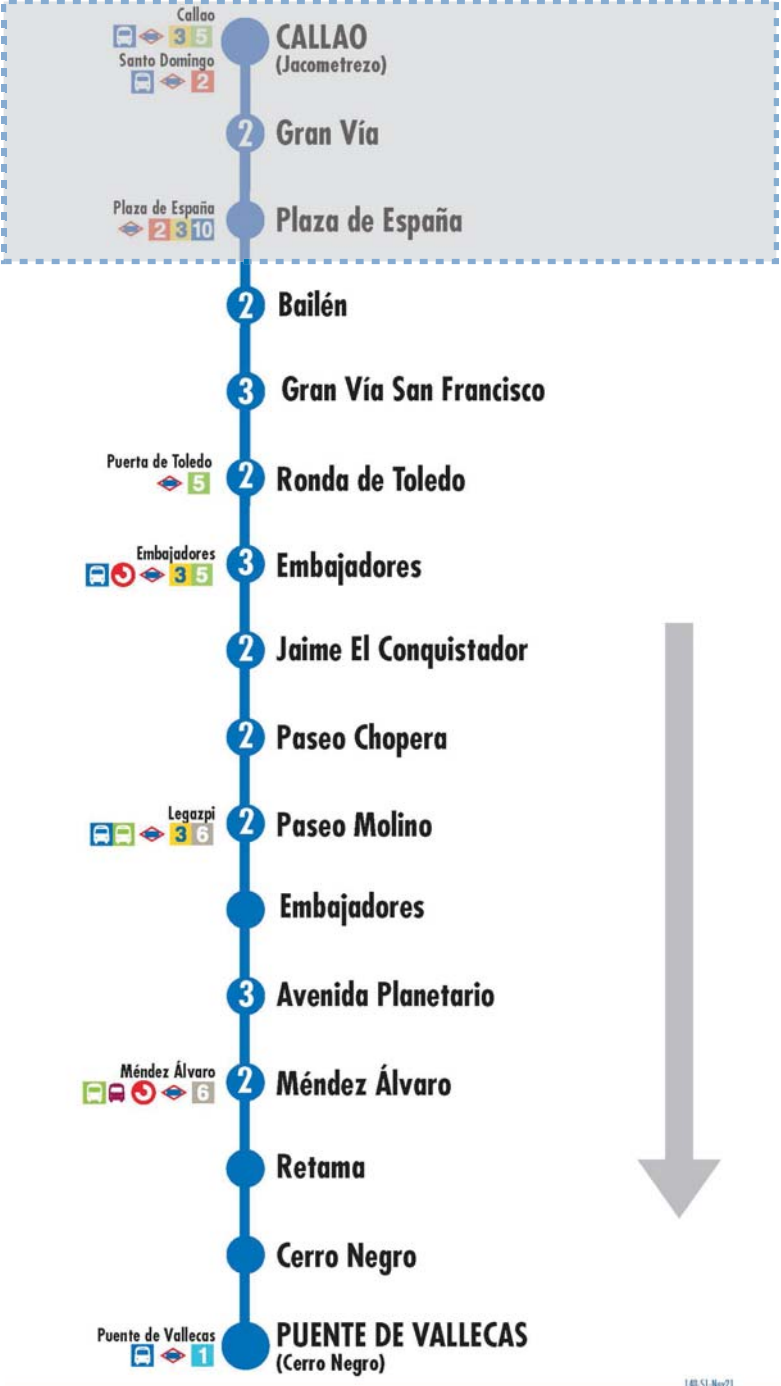 Callao
3 5
CALLAO
(Jacometrezo)
Santo Domingo
2
2 Gran Vía
Plaza de España
2 3 10
Plaza de España
2 Bailén
3 Gran Vía San Francisco
Puerta de Toledo
5
2 Ronda de Toledo
Embajadores
3 5
3 Embajadores
2 Jaime El Conquistador
2 Paseo Chopera
Legazpi
3 6
2 Paseo Molino
Embajadores
3 Avenida Planetario
Méndez Álvaro
6
2 Méndez Álvaro
Retama
Cerro Negro
Puente de Vallecas
1
PUENTE DE VALLECAS
(Cerro Negro)